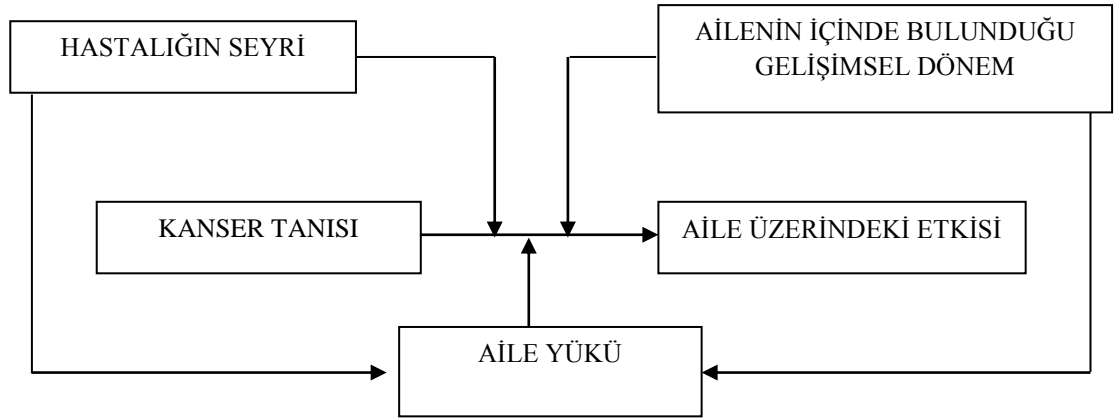 HASTALIĞIN SEYRİ
AİLENİN İÇİNDE BULUNDUĞU
GELİŞİMSEL DÖNEM
KANSER TANISI
AİLE ÜZERİNDEKİ ETKİSİ
AİLE YÜKÜ